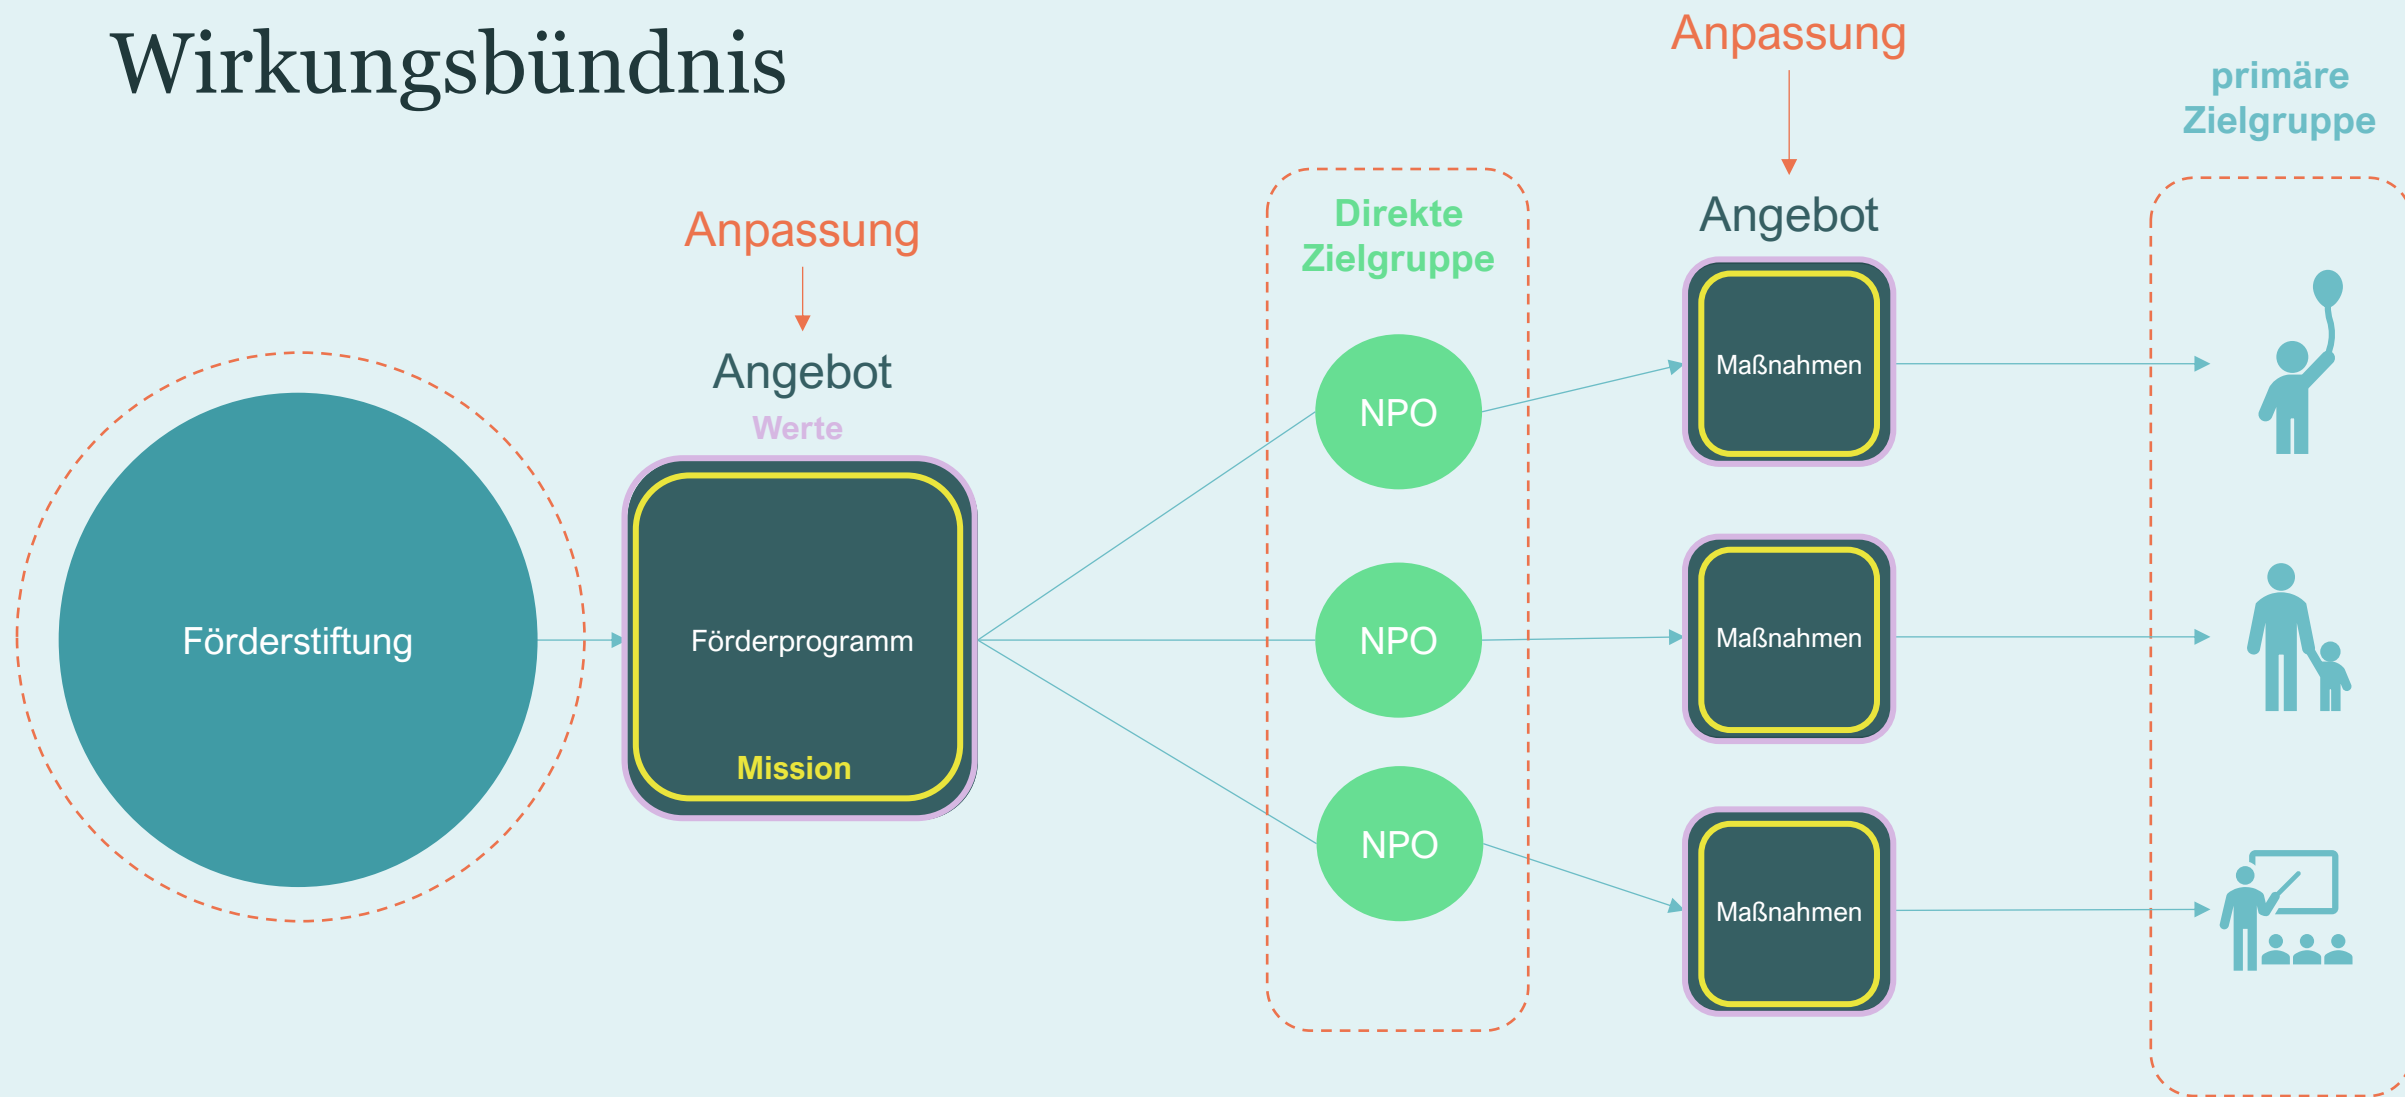 Wirkungsbündnis
Förderstiftung
Anpassung
Angebot
Werte
Förderprogramm
Mission
Direkte
Zielgruppe
NPO
NPO
NPO
Anpassung
Angebot
Maßnahmen
Maßnahmen
Maßnahmen
primäre
Zielgruppe